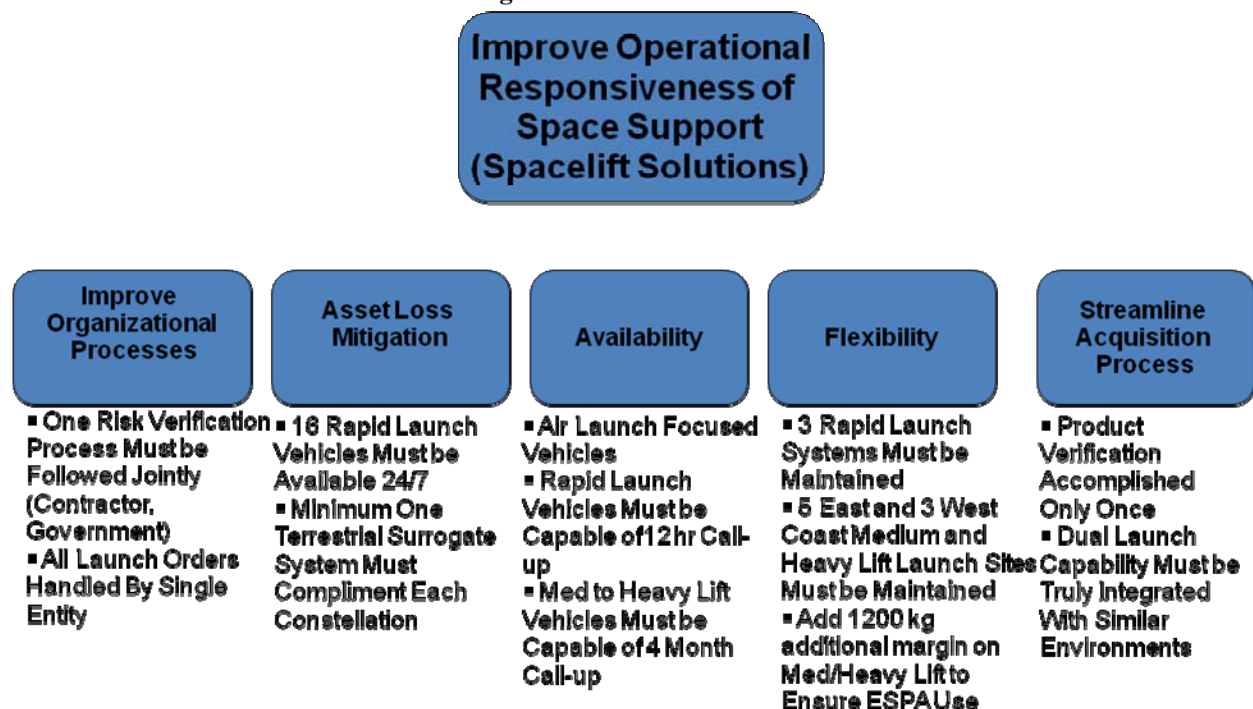 Improve Operational
Responsiveness of
Space Support
(Spacelift Solutions)
Improve
Organizational
Processes
▪ One Risk Verification
Process Must be
Followed Jointly
(Contractor,
Government)
▪ All Launch Orders
Handled By Single
Entity
Asset Loss
Mitigation
▪ 16 Rapid Launch
Vehicles Must be
Available 24/7
▪ Minimum One
Terrestrial Surrogate
System Must
Compliment Each
Constellation
Availability
▪ Air Launch Focused
Vehicles
▪ Rapid Launch
Vehicles Must be
Capable of 12 hr Call-
up
▪ Med to Heavy Lift
Vehicles Must be
Capable of 4 Month
Call-up
Flexibility
▪ 3 Rapid Launch
Systems Must be
Maintained
▪ 5 East and 3 West
Coast Medium and
Heavy Lift Launch Sites
Must be Maintained
▪ Add 1200 kg
additional margin on
Med/Heavy Lift to
Ensure ESPA Use
Streamline
Acquisition
Process
▪ Product
Verification
Accomplished
Only Once
▪ Dual Launch
Capability Must be
Truly Integrated
With Similar
Environments